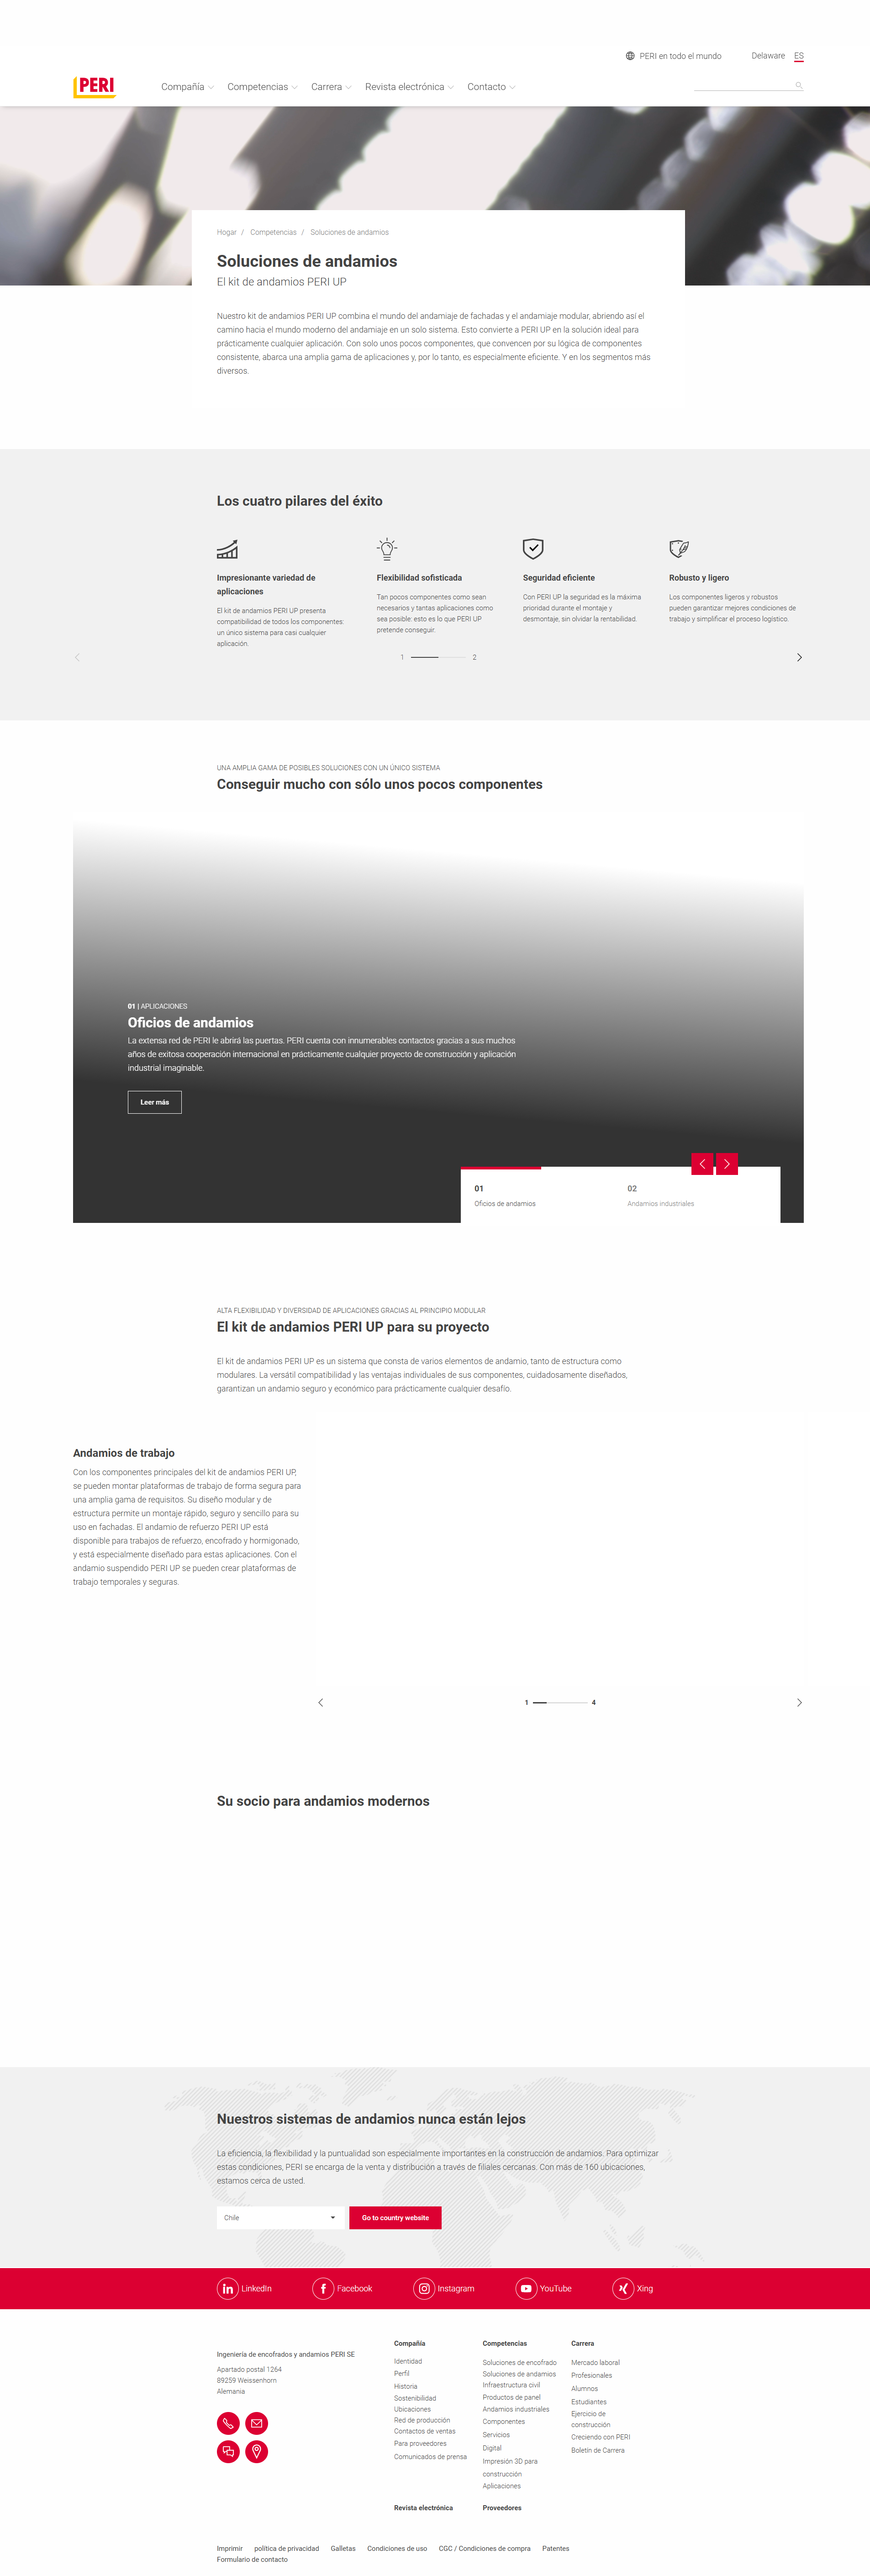 PERI en todo el mundo
Delaware ES
PERI
Compañía Competencias Carrera Revista electrónica Contacto
Hogar / Competencias / Soluciones de andamios
Soluciones de andamios
El kit de andamios PERI UP
Nuestro kit de andamios PERI UP combina el mundo del andamiaje de fachadas y el andamiaje modular, abriendo así el
camino hacia el mundo moderno del andamiaje en un solo sistema. Esto convierte a PERI UP en la solución ideal para
prácticamente cualquier aplicación. Con solo unos pocos componentes, que convencen por su lógica de componentes
consistente, abarca una amplia gama de aplicaciones y, por lo tanto, es especialmente eficiente. Y en los segmentos más
diversos.
Los cuatro pilares del éxito
Impresionante variedad de
aplicaciones
El kit de andamios PERI UP presenta
compatibilidad de todos los componentes:
un único sistema para casi cualquier
aplicación.
Flexibilidad sofisticada
Tan pocos componentes como sean
necesarios y tantas aplicaciones como
sea posible: esto es lo que PERI UP
pretende conseguir.
Seguridad eficiente
Con PERI UP la seguridad es la máxima
prioridad durante el montaje y
desmontaje, sin olvidar la rentabilidad.
Robusto y ligero
Los componentes ligeros y robustos
pueden garantizar mejores condiciones de
trabajo y simplificar el proceso logístico.
1 2
UNA AMPLIA GAMA DE POSIBLES SOLUCIONES CON UN ÚNICO SISTEMA
Conseguir mucho con sólo unos pocos componentes
01 | APLICACIONES
Oficios de andamios
La extensa red de PERI le abrirá las puertas. PERI cuenta con innumerables contactos gracias a sus muchos
años de exitosa cooperación internacional en prácticamente cualquier proyecto de construcción y aplicación
industrial imaginable.
Leer más
01
Oficios de andamios
02
Andamios industriales
ALTA FLEXIBILIDAD Y DIVERSIDAD DE APLICACIONES GRACIAS AL PRINCIPIO MODULAR
El kit de andamios PERI UP para su proyecto
El kit de andamios PERI UP es un sistema que consta de varios elementos de andamio, tanto de estructura como
modulares. La versátil compatibilidad y las ventajas individuales de sus componentes, cuidadosamente diseñados,
garantizan un andamio seguro y económico para prácticamente cualquier desafío.
Andamios de trabajo
Con los componentes principales del kit de andamios PERI UP,
se pueden montar plataformas de trabajo de forma segura para
una amplia gama de requisitos. Su diseño modular y de
estructura permite un montaje rápido, seguro y sencillo para su
uso en fachadas. El andamio de refuerzo PERI UP está
disponible para trabajos de refuerzo, encofrado y hormigonado,
y está especialmente diseñado para estas aplicaciones. Con el
andamio suspendido PERI UP se pueden crear plataformas de
trabajo temporales y seguras.
1 4
Su socio para andamios modernos
Nuestros sistemas de andamios nunca están lejos
La eficiencia, la flexibilidad y la puntualidad son especialmente importantes en la construcción de andamios. Para optimizar
estas condiciones, PERI se encarga de la venta y distribución a través de filiales cercanas. Con más de 160 ubicaciones,
estamos cerca de usted.
Chile
Go to country website
LinkedIn Facebook Instagram YouTube Xing
Ingeniería de encofrados y andamios PERI SE
Apartado postal 1264
89259 Weissenhorn
Alemania
Compañía
Identidad
Perfil
Historia
Sostenibilidad
Ubicaciones
Red de producción
Contactos de ventas
Para proveedores
Comunicados de prensa
Competencias
Soluciones de encofrado
Soluciones de andamios
Infraestructura civil
Productos de panel
Andamios industriales
Componentes
Servicios
Digital
Impresión 3D para
construcción
Aplicaciones
Carrera
Mercado laboral
Profesionales
Alumnos
Estudiantes
Ejercicio de
construcción
Creciendo con PERI
Boletín de Carrera
Revista electrónica
Proveedores
Imprimir política de privacidad Galletas Condiciones de uso CGC / Condiciones de compra Patentes
Formulario de contacto